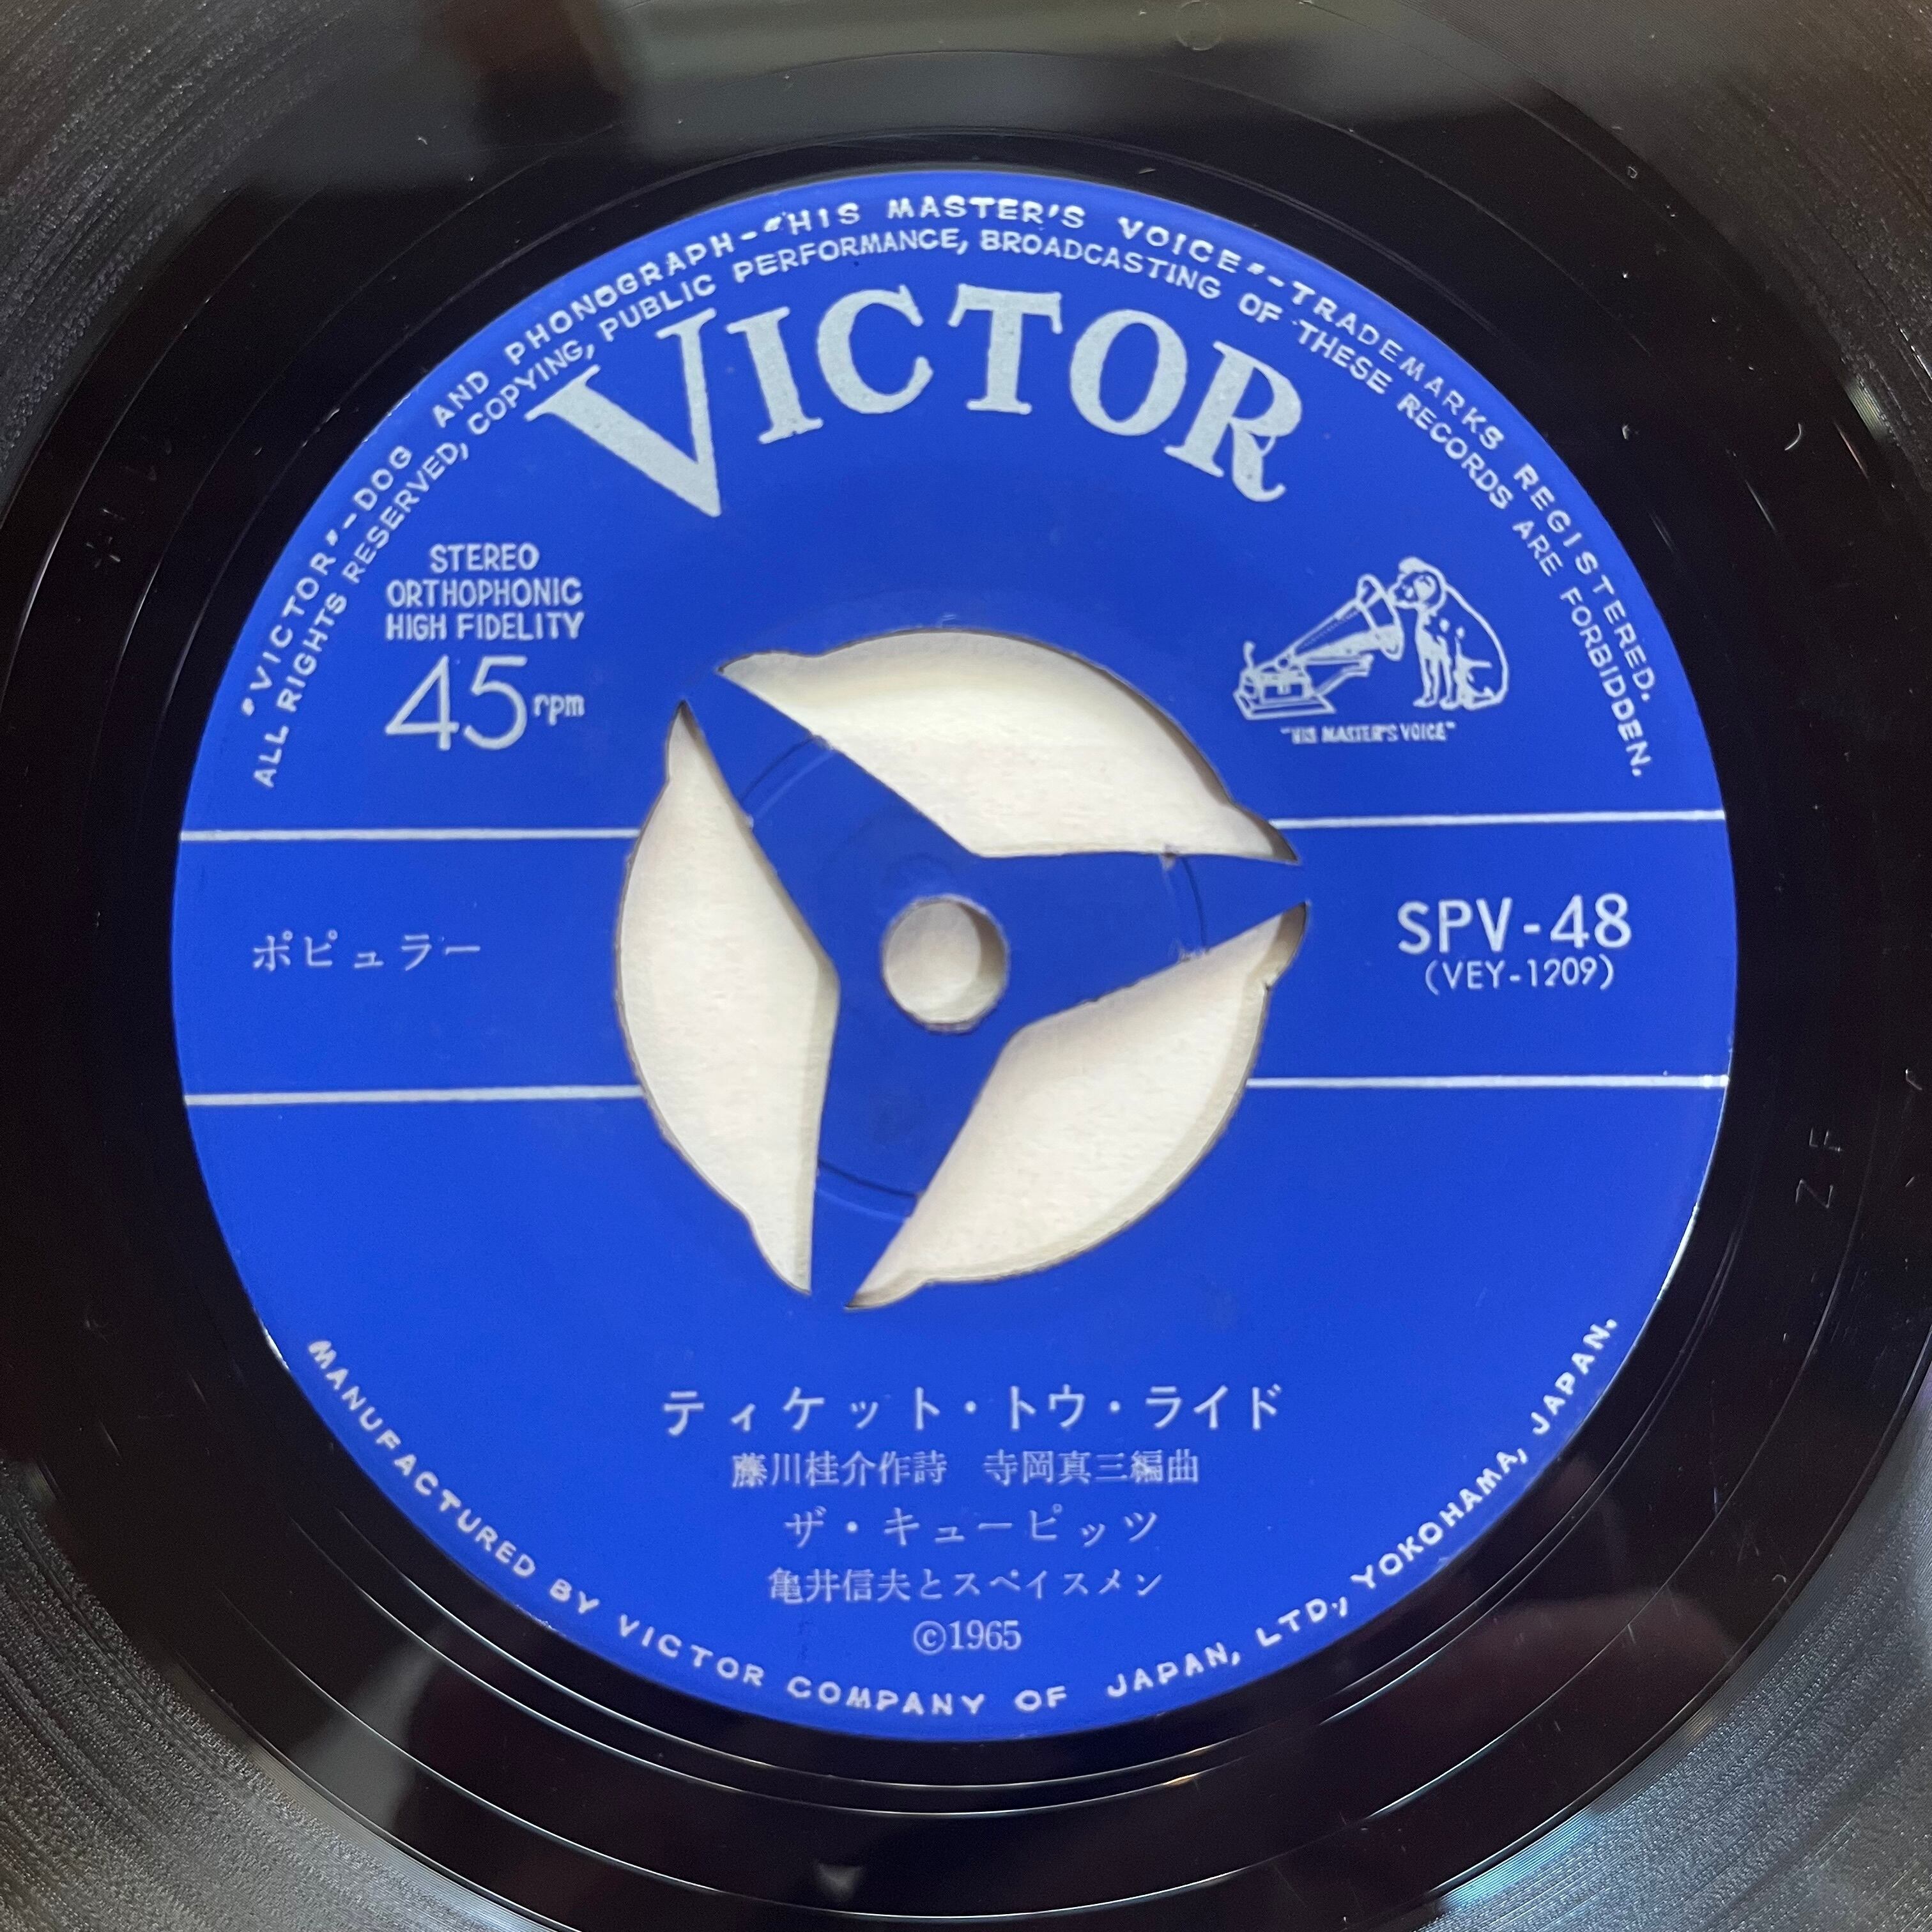 "VICTOR"-DOG AND PHONOGRAPH-"HIS MASTER'S VOICE"-TRADEMARKS REGISTERED.
ALL RIGHTS RESERVED, COPYING, PUBLIC PERFORMANCE, BROADCASTING OF THESE RECORDS ARE FORBIDDEN.
VICTOR
STEREO
ORTHOPHONIC
HIGH FIDELITY
45rpm
"HIS MASTER'S VOICE"
ポピュラー
SPV-48
(VEY-1209)
ZF
ティケット・トウ・ライド
藤川桂介作詩 寺岡真三編曲
ザ・キューピッツ
亀井信夫とスペイスメン
©1965
MANUFACTURED BY VICTOR COMPANY OF JAPAN, LTD., YOKOHAMA, JAPAN.